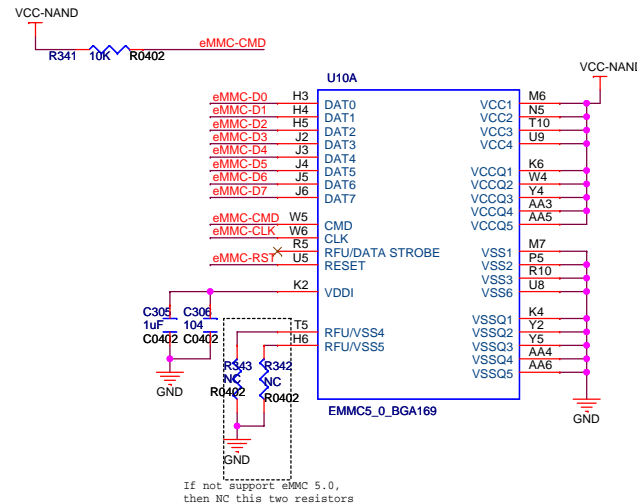 VCC-NAND
eMMC-CMD
R341 10K R0402
U10A
VCC-NAND
eMMC-D0 H3 DAT0 VCC1 M6
eMMC-D1 H4 DAT1 VCC2 N5
eMMC-D2 H5 DAT2 VCC3 T10
eMMC-D3 J2 DAT3 VCC4 U9
eMMC-D4 J3 DAT4
eMMC-D5 J4 DAT5 VCCQ1 K6
eMMC-D6 J5 DAT6 VCCQ2 W4
eMMC-D7 J6 DAT7 VCCQ3 Y4
VCCQ4 AA3
eMMC-CMD W5 CMD VCCQ5 AA5
eMMC-CLK W6 CLK
R5 RFU/DATA STROBE VSS1 M7
eMMC-RST U5 RESET VSS2 P5
VSS3 R10
K2 VDDI VSS6 U8
C305 C306
1uF 104
C0402 C0402
VSSQ1 K4
T5 RFU/VSS4 VSSQ2 Y2
H6 RFU/VSS5 VSSQ3 Y5
VSSQ4 AA4
VSSQ5 AA6
R343 R342
NC NC
R0402 R0402
GND
GND
EMMC5_0_BGA169
GND
If not support eMMC 5.0,
then NC this two resistors